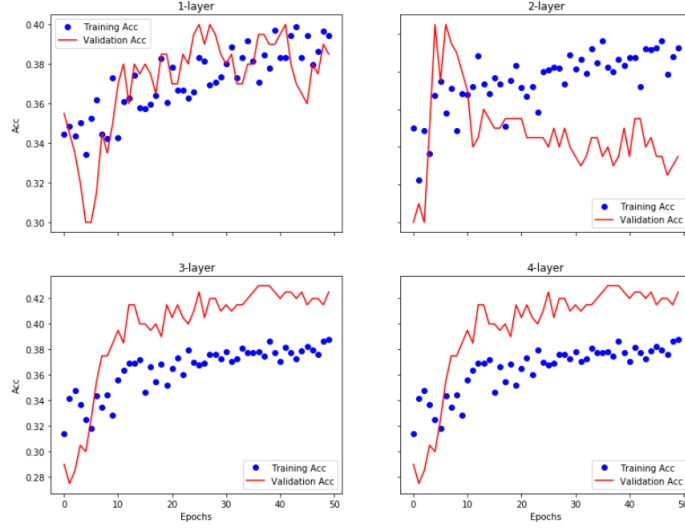 1-layer
2-layer
Training Acc
Validation Acc
0.40
0.38
0.36
0.34
0.32
0.30
Acc
Training Acc
Validation Acc
3-layer
4-layer
0.42
0.40
0.38
0.36
0.34
0.32
0.30
0.28
Acc
Training Acc
Validation Acc
Training Acc
Validation Acc
0 10 20 30 40 50
0 10 20 30 40 50
Epochs
Epochs